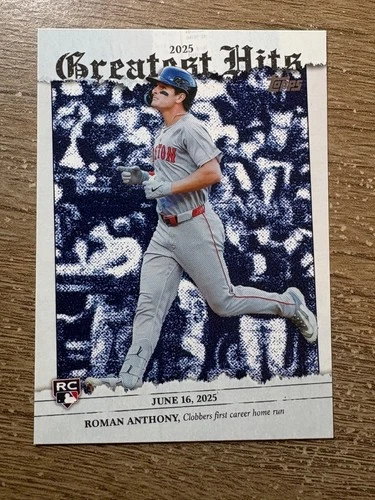 2025
Greatest Hits
Topps
STON
RC
JUNE 16, 2025
ROMAN ANTHONY, Clobbers first career home run